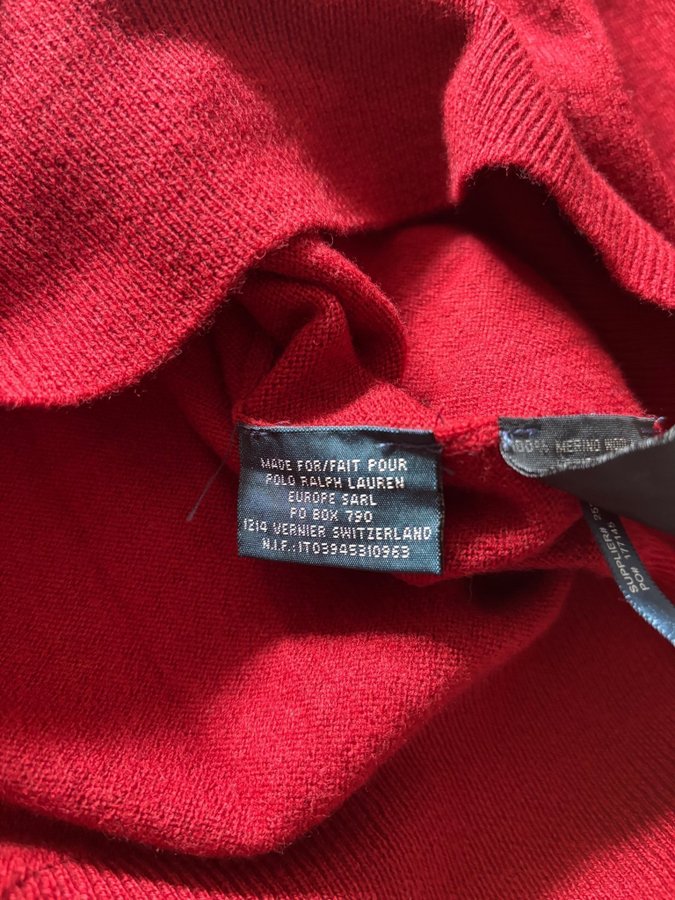 MADE FOR/FAIT POUR
POLO RALPH LAUREN
EUROPE SARL
PO BOX 790
1214 VERNIER SWITZERLAND
N.I.F.:IT03945310963
100% MERINO WOOL
SUPPLIER#
PO# 1771